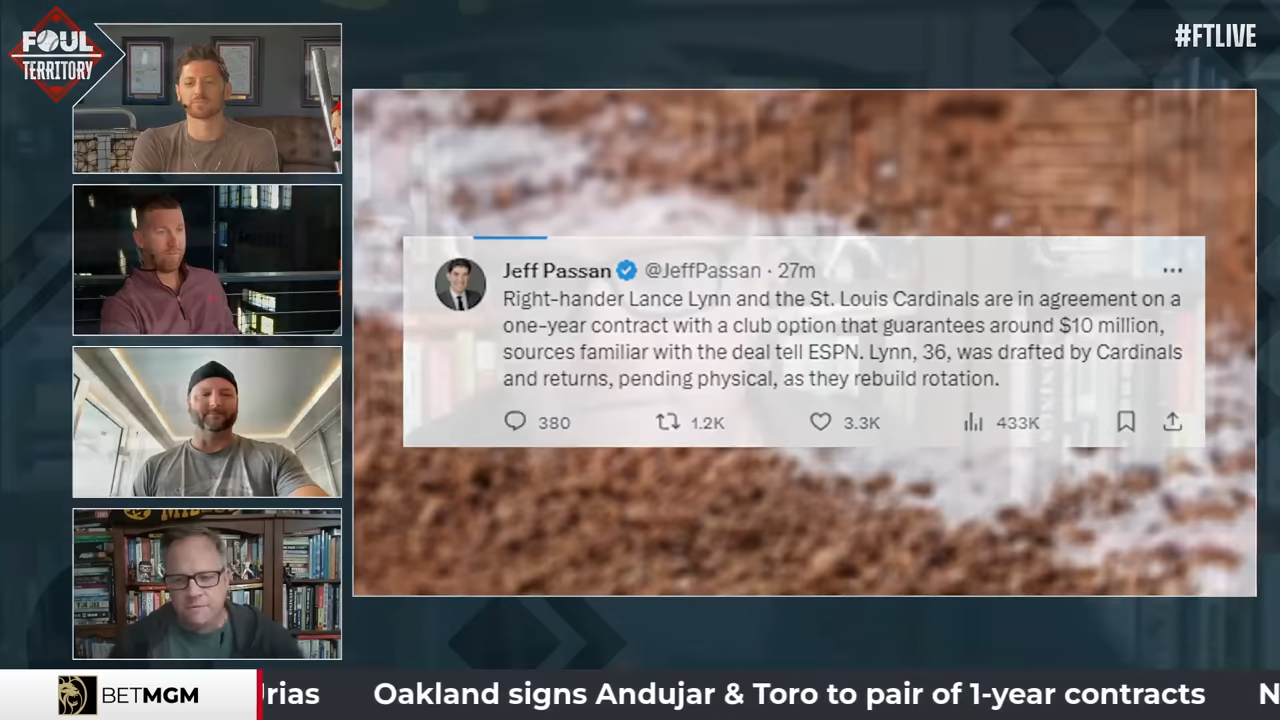 FOUL
TERRITORY
#FTLIVE
Jeff Passan @JeffPassan · 27m
Right-hander Lance Lynn and the St. Louis Cardinals are in agreement on a
one-year contract with a club option that guarantees around $10 million,
sources familiar with the deal tell ESPN. Lynn, 36, was drafted by Cardinals
and returns, pending physical, as they rebuild rotation.
380 1.2K 3.3K 433K
BETMGM
Oakland signs Andujar & Toro to pair of 1-year contracts